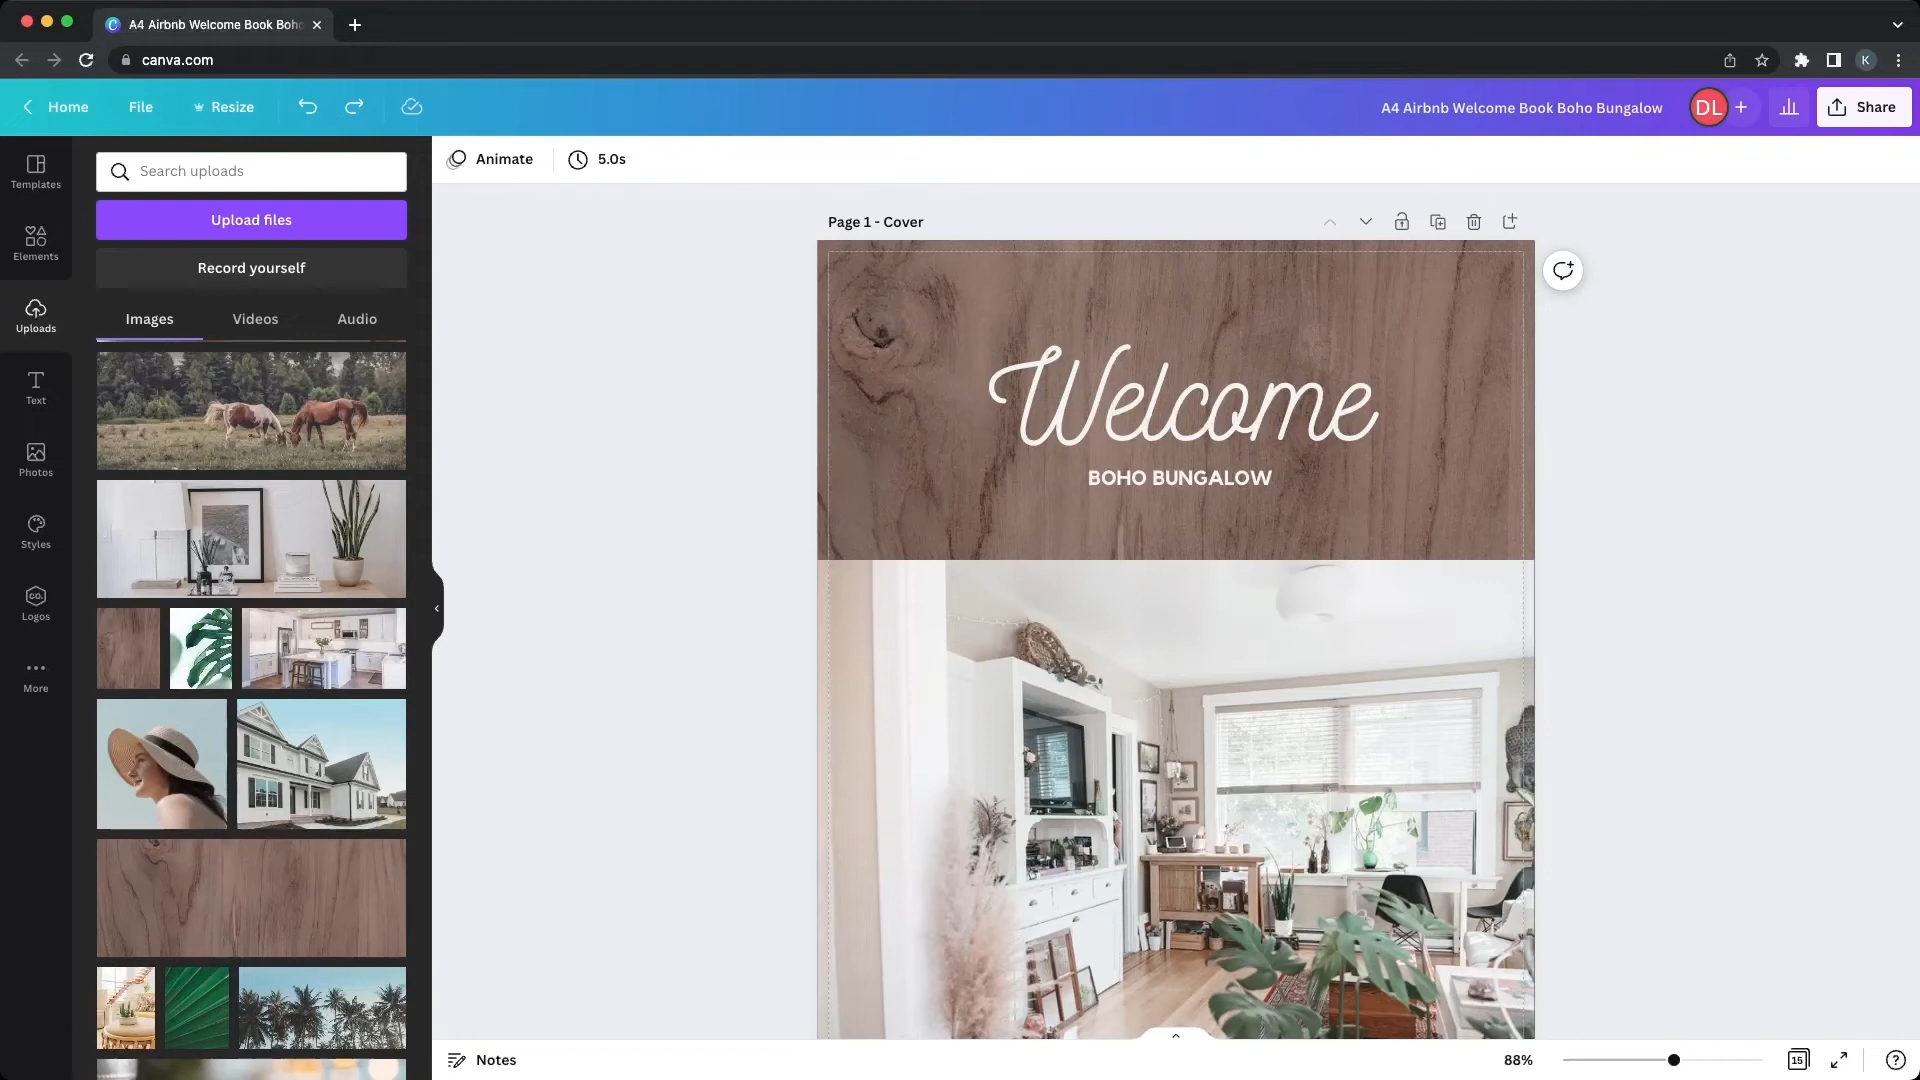 A4 Airbnb Welcome Book Boho
canva.com
K
Home
File
Resize
A4 Airbnb Welcome Book Boho Bungalow
DL
Share
Templates
Elements
Uploads
Text
Photos
Styles
CO.
Logos
More
Search uploads
Upload files
Record yourself
Images
Videos
Audio
Animate
5.0s
Page 1 - Cover
Welcome
BOHO BUNGALOW
Notes
88%
15